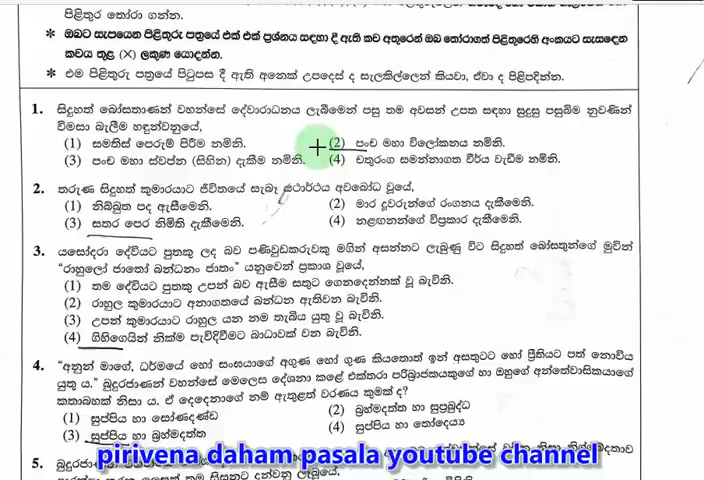 පිළිතුර තෝරා ගන්න.
* ඔබට සැපයෙන පිළිතුරු පත්‍රයේ එක් එක් ප්‍රශ්නය සඳහා දී ඇති කව අතුරෙන් ඔබ තෝරාගත් පිළිතුරෙහි අංකයට සැසඳෙන
කවය තුළ (X) ලකුණ යොදන්න.
* එම පිළිතුරු පත්‍රයේ පිටුපස දී ඇති අනෙක් උපදෙස් ද සැලකිල්ලෙන් කියවා, ඒවා ද පිළිපදින්න.
1. සිදුහත් බෝසතාණන් වහන්සේ දේවාරාධනය ලැබීමෙන් පසු තම අවසන් උපත සඳහා සුදුසු පසුබිම නුවණින්
විමසා බැලීම හඳුන්වනුයේ,
(1) සමතිස් පෙරුම් පිරීම නමිනි. (2) පංච මහා විලෝකනය නමිනි.
(3) පංච මහා ස්වප්න (සිහින) දැකීම නමිනි. (4) චතුරංග සමන්නාගත වීර්ය වැඩීම නමිනි.
2. තරුණ සිදුහත් කුමාරයාට ජීවිතයේ සැබෑ යථාර්ථය අවබෝධ වූයේ,
(1) නිබ්බුත පද ඇසීමෙනි. (2) මාර දූවරුන්ගේ රංගනය දැකීමෙනි.
(3) සතර පෙර නිමිති දැකීමෙනි. (4) නළඟනන්ගේ විප්‍රකාර දැකීමෙනි.
3. යසෝදරා දේවියට පුතකු ලද බව පණිවුඩකරුවකු මගින් අසන්නට ලැබුණු විට සිදුහත් බෝසතුන්ගේ මුවින්
“රාහුලෝ ජාතෝ බන්ධනං ජාතං” යනුවෙන් ප්‍රකාශ වූයේ,
(1) තම දේවියට පුතකු උපන් බව ඇසීම සතුට ගෙනදෙන්නක් වූ බැවිනි.
(2) රාහුල කුමාරයාට අනාගතයේ බන්ධන ඇතිවන බැවිනි.
(3) උපන් කුමාරයාට රාහුල යන නම තැබිය යුතු වූ බැවිනි.
(4) ගිහිගෙයින් නික්ම පැවිදිවීමට බාධාවක් වන බැවිනි.
4. “අනුන් මාගේ, ධර්මයේ හෝ සංඝයාගේ අගුණ හෝ ගුණ කියතොත් ඉන් අසතුටට හෝ ප්‍රීතියට පත් නොවිය
යුතු ය.” බුදුරජාණන් වහන්සේ මෙලෙස දේශනා කළේ එක්තරා පරිබ්‍රාජකයකුගේ හා ඔහුගේ අන්තේවාසිකයාගේ
කතාබහක් නිසා ය. ඒ දෙදෙනාගේ නම් ඇතුළත් වරණය කුමක් ද?
(1) සුප්පිය හා සෝණදණ්ඩ (2) බ්‍රහ්මදත්ත හා සුප්‍රබුද්ධ
(3) සුප්පිය හා බ්‍රහ්මදත්ත (4) සුප්පිය හා තෝදෙය්‍ය
pirivena daham pasala youtube channel
5.